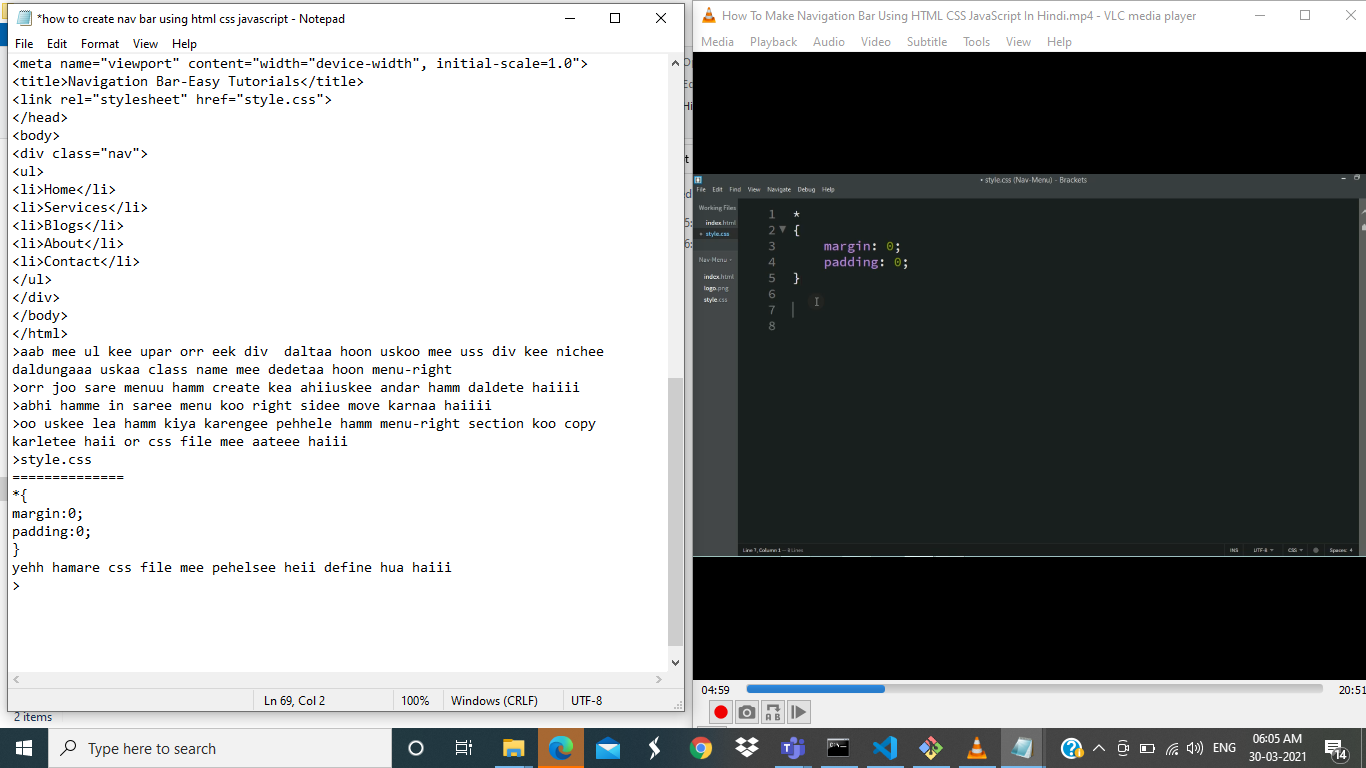 *how to create nav bar using html css javascript - Notepad
File Edit Format View Help
<meta name="viewport" content="width="device-width", initial-scale=1.0">
<title>Navigation Bar-Easy Tutorials</title>
<link rel="stylesheet" href="style.css">
</head>
<body>
<div class="nav">
<ul>
<li>Home</li>
<li>Services</li>
<li>Blogs</li>
<li>About</li>
<li>Contact</li>
</ul>
</div>
</body>
</html>
>aab mee ul kee upar orr eek div  daltaa hoon uskoo mee uss div kee nichee
daldungaaa uskaa class name mee dedetaa hoon menu-right
>orr joo sare menuu hamm create kea ahiiuskee andar hamm daldete haiiii
>abhi hamme in saree menu koo right sidee move karnaa haiiii
>oo uskee lea hamm kiya karengee pehhele hamm menu-right section koo copy
karletee haii or css file mee aateee haiii
>style.css
==============
*{
margin:0;
padding:0;
}
yehh hamare css file mee pehelsee heii define hua haiii
>
Ln 69, Col 2 100% Windows (CRLF) UTF-8
2 items
How To Make Navigation Bar Using HTML CSS JavaScript In Hindi.mp4 - VLC media player
Media Playback Audio Video Subtitle Tools View Help
• style.css (Nav-Menu) - Brackets
File Edit Find View Navigate Debug Help
Working Files
index.html
• style.css
Nav-Menu
index.html
logo.png
style.css
1 *
2 {
3 margin: 0;
4 padding: 0;
5 }
6
7
8
Line 7, Column 1 — 8 Lines INS UTF-8 CSS Spaces: 4
04:59 20:51
Type here to search
ENG 06:05 AM
30-03-2021
14